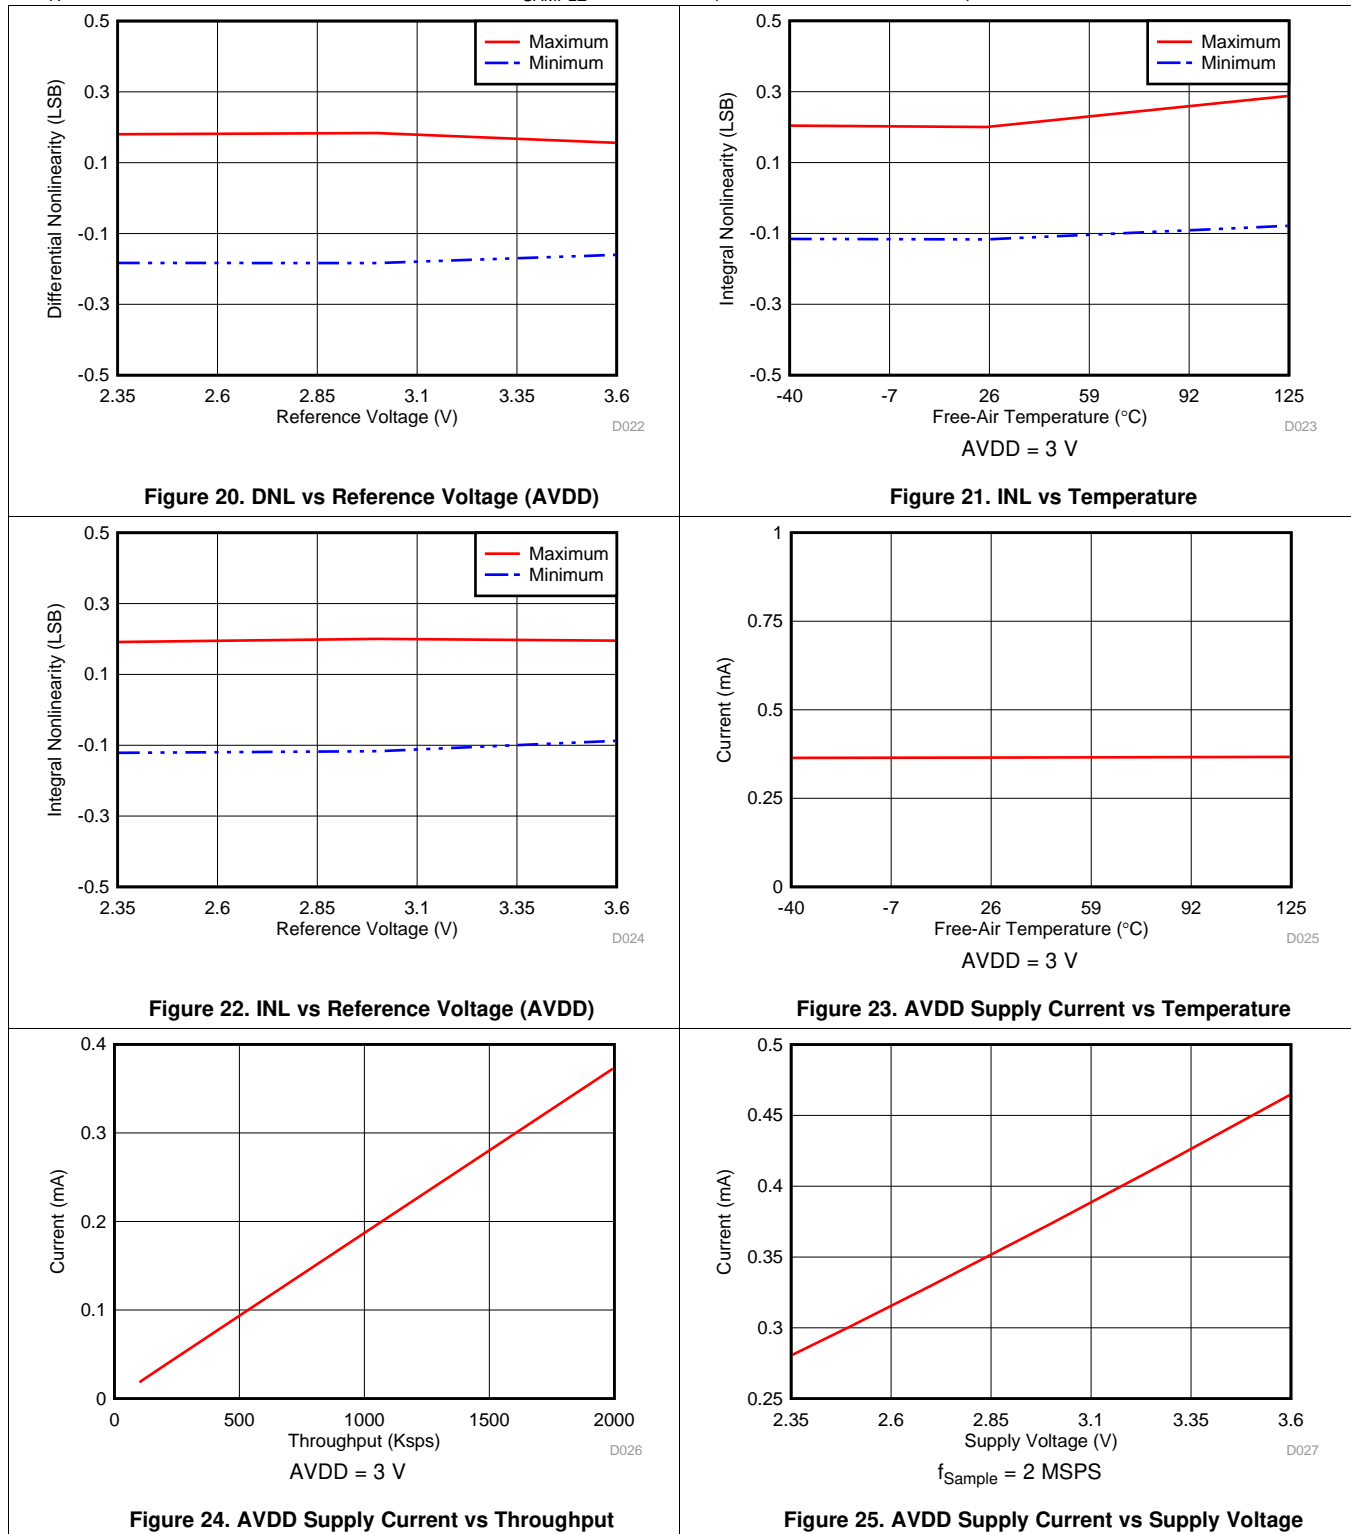 0.5
0.3
0.1
-0.1
-0.3
-0.5
Differential Nonlinearity (LSB)
Maximum
Minimum
2.35 2.6 2.85 3.1 3.35 3.6
Reference Voltage (V)
D022
Figure 20. DNL vs Reference Voltage (AVDD)
0.5
0.3
0.1
-0.1
-0.3
-0.5
Integral Nonlinearity (LSB)
Maximum
Minimum
-40 -7 26 59 92 125
Free-Air Temperature (°C)
D023
AVDD = 3 V
Figure 21. INL vs Temperature
0.5
0.3
0.1
-0.1
-0.3
-0.5
Integral Nonlinearity (LSB)
Maximum
Minimum
2.35 2.6 2.85 3.1 3.35 3.6
Reference Voltage (V)
D024
Figure 22. INL vs Reference Voltage (AVDD)
1
0.75
0.5
0.25
0
Current (mA)
-40 -7 26 59 92 125
Free-Air Temperature (°C)
D025
AVDD = 3 V
Figure 23. AVDD Supply Current vs Temperature
0.4
0.3
0.2
0.1
0
Current (mA)
0 500 1000 1500 2000
Throughput (Ksps)
D026
AVDD = 3 V
Figure 24. AVDD Supply Current vs Throughput
0.5
0.45
0.4
0.35
0.3
0.25
Current (mA)
2.35 2.6 2.85 3.1 3.35 3.6
Supply Voltage (V)
D027
fSample = 2 MSPS
Figure 25. AVDD Supply Current vs Supply Voltage